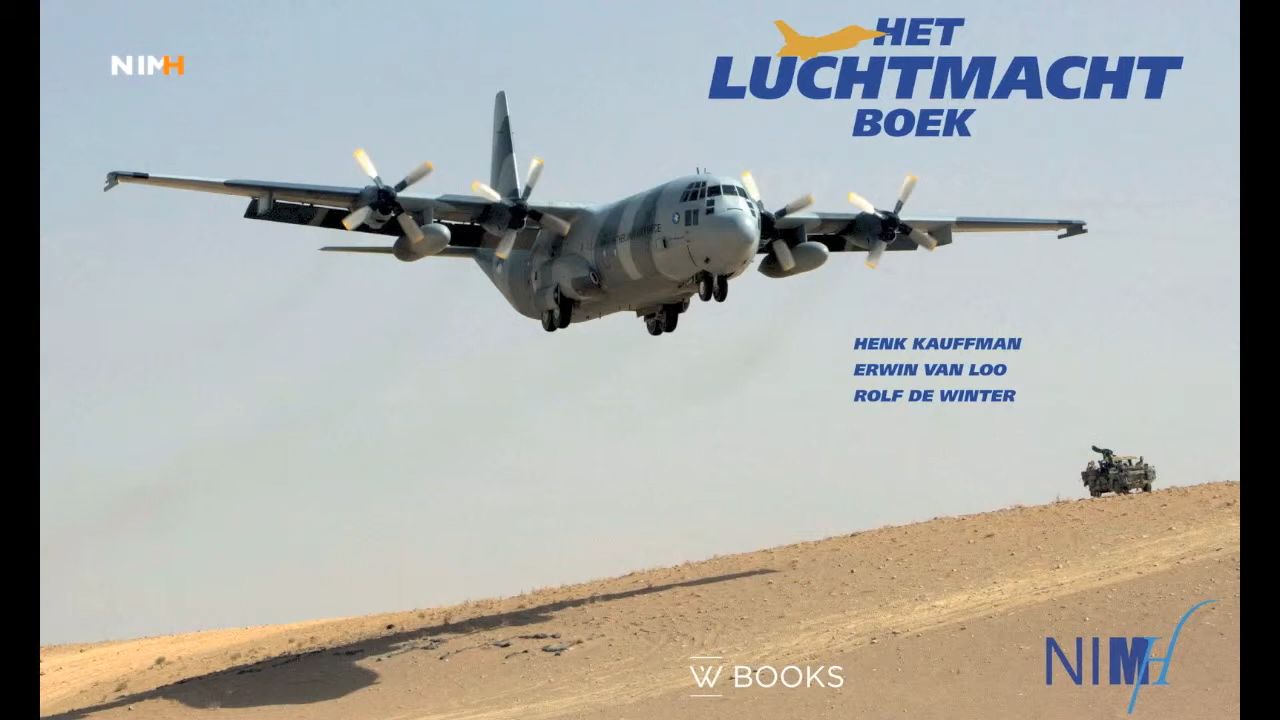 NIMH
HET
LUCHTMACHT
BOEK
HENK KAUFFMAN
ERWIN VAN LOO
ROLF DE WINTER
W BOOKS
NIMH